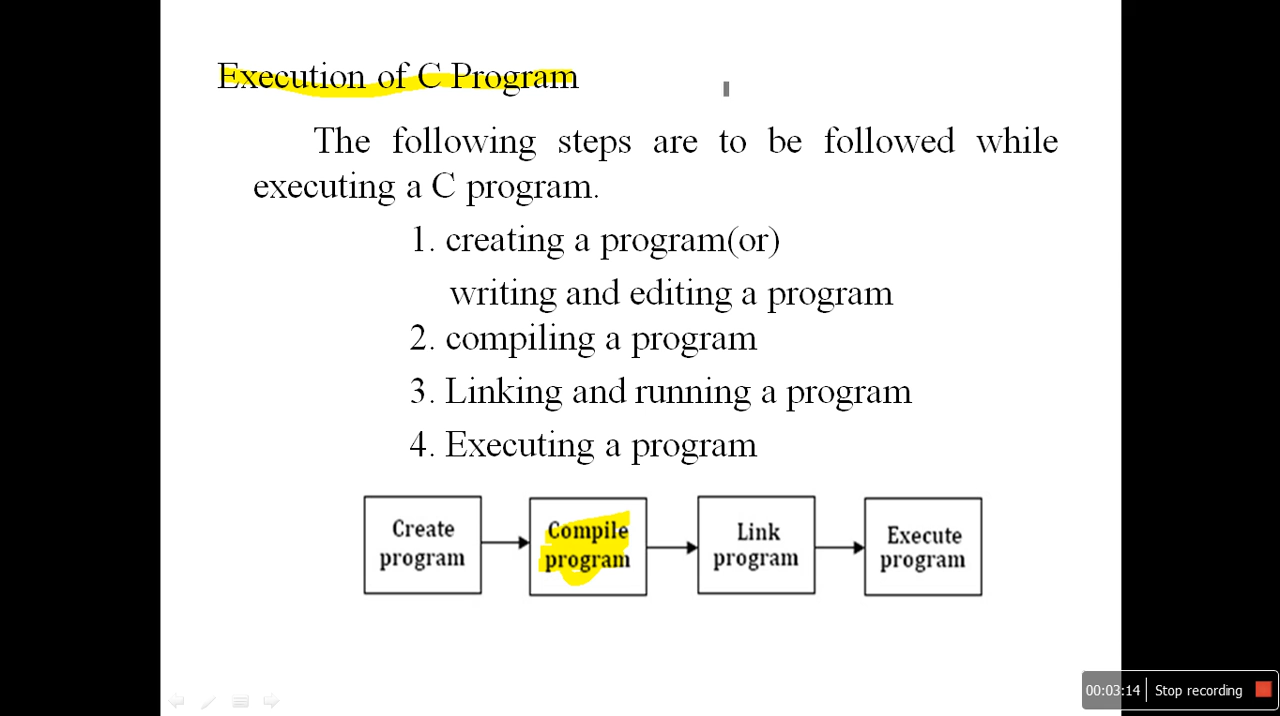 Execution of C Program
The following steps are to be followed while
executing a C program.
1. creating a program(or)
writing and editing a program
2. compiling a program
3. Linking and running a program
4. Executing a program
Create
program
Compile
program
Link
program
Execute
program
00:03:14 Stop recording